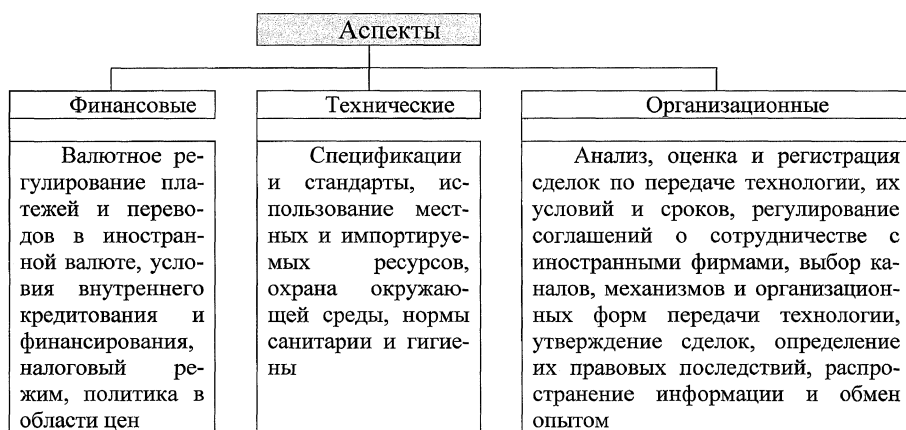 Аспекты
Финансовые
Валютное ре-
гулирование пла-
тежей и перево-
дов в иностран-
ной валюте, усло-
вия внутреннего
кредитования и
финансирования,
налоговый ре-
жим, политика в
области цен
Технические
Спецификации
и стандарты, ис-
пользование мест-
ных и импортируе-
мых ресурсов,
охрана окружаю-
щей среды, нормы
санитарии и гигие-
ны
Организационные
Анализ, оценка и регистрация
сделок по передаче технологии, их
условий и сроков, регулирование
соглашений о сотрудничестве с
иностранными фирмами, выбор ка-
налов, механизмов и организацион-
ных форм передачи технологии,
утверждение сделок, определение
их правовых последствий, распро-
странение информации и обмен
опытом